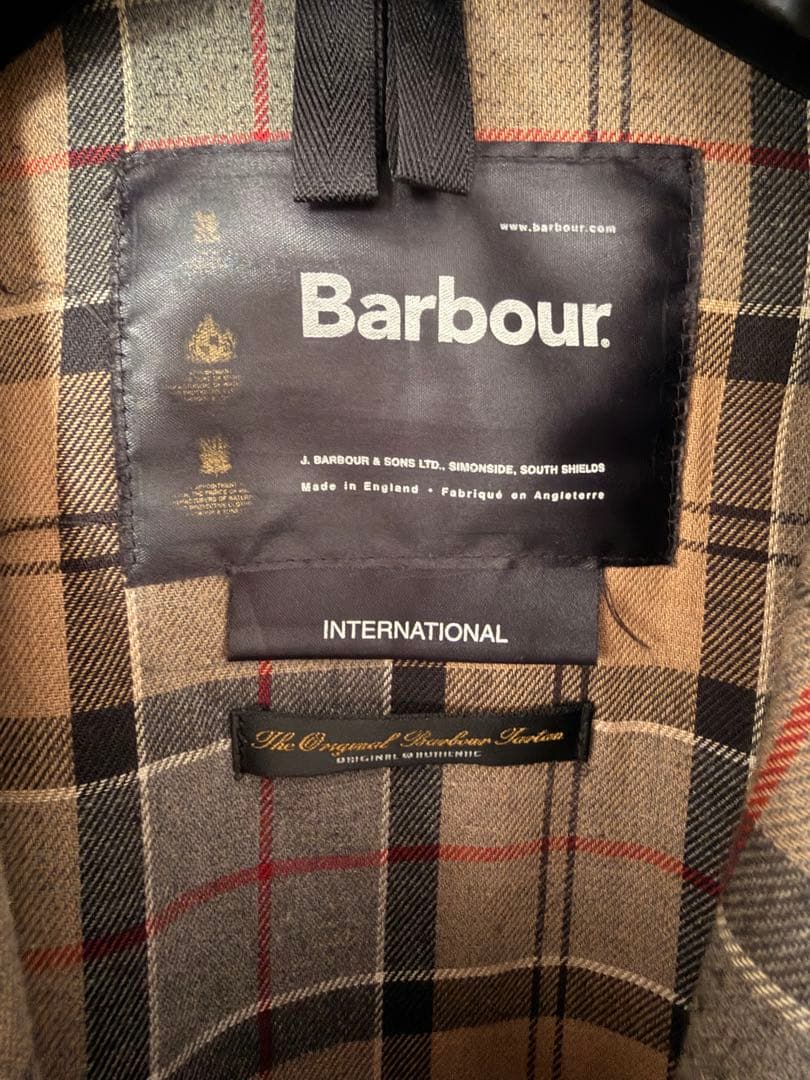 www.barbour.com
Barbour.
J. BARBOUR & SONS LTD., SIMONSIDE, SOUTH SHIELDS
Made in England • Fabriqué en Angleterre
INTERNATIONAL
The Original Barbour Tartan
ORIGINAL & AUTHENTIC